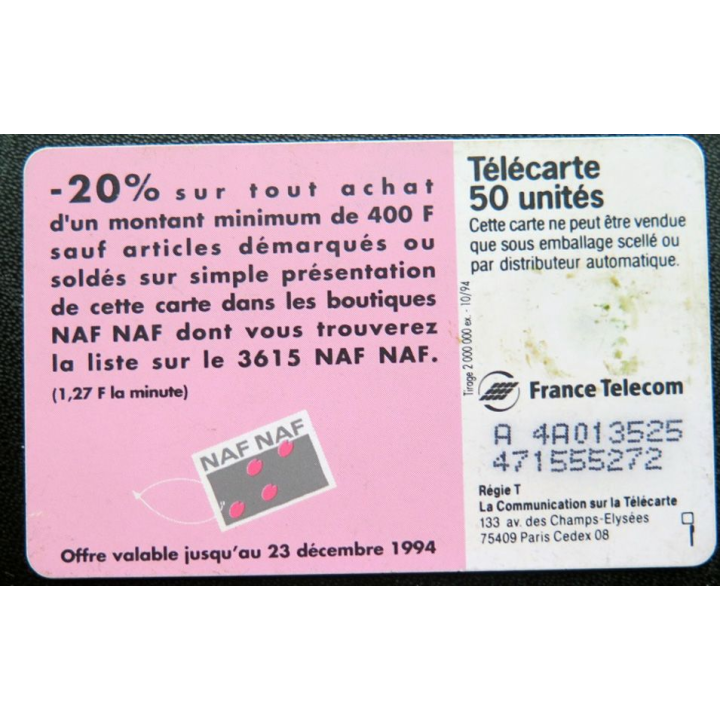 -20% sur tout achat
d'un montant minimum de 400 F
sauf articles démarqués ou
soldés sur simple présentation
de cette carte dans les boutiques
NAF NAF dont vous trouverez
la liste sur le 3615 NAF NAF.
(1,27 F la minute)
NAF NAF
Offre valable jusqu'au 23 décembre 1994
Télécarte
50 unités
Cette carte ne peut être vendue
que sous emballage scellé ou
par distributeur automatique.
Tirage 2 000 000 ex. - 10/94
France Telecom
A 4A013525
471555272
Régie T
La Communication sur la Télécarte
133 av. des Champs-Elysées
75409 Paris Cedex 08